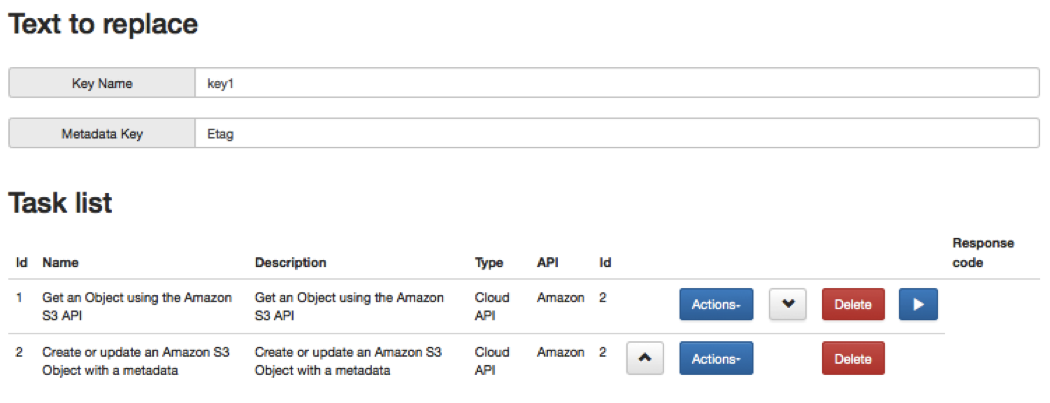 Text to replace
Key Name key1
Metadata Key Etag
Task list
Id Name Description Type API Id Response code
1 Get an Object using the Amazon S3 API Get an Object using the Amazon S3 API Cloud API Amazon 2 Actions- Delete
2 Create or update an Amazon S3 Object with a metadata Create or update an Amazon S3 Object with a metadata Cloud API Amazon 2 Actions- Delete